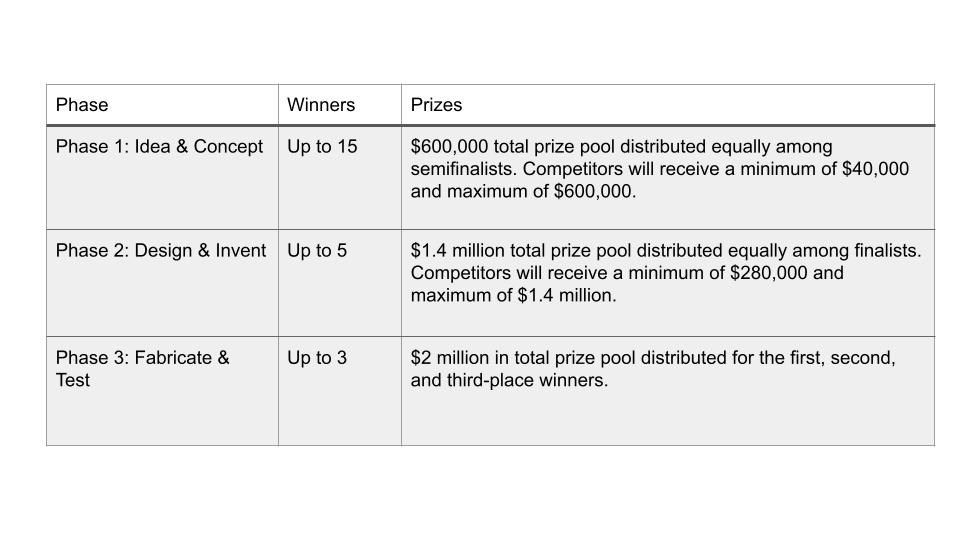 Phase
Winners
Prizes
Phase 1: Idea & Concept
Up to 15
$600,000 total prize pool distributed equally among
semifinalists. Competitors will receive a minimum of $40,000
and maximum of $600,000.
Phase 2: Design & Invent
Up to 5
$1.4 million total prize pool distributed equally among finalists.
Competitors will receive a minimum of $280,000 and
maximum of $1.4 million.
Phase 3: Fabricate &
Test
Up to 3
$2 million in total prize pool distributed for the first, second,
and third-place winners.